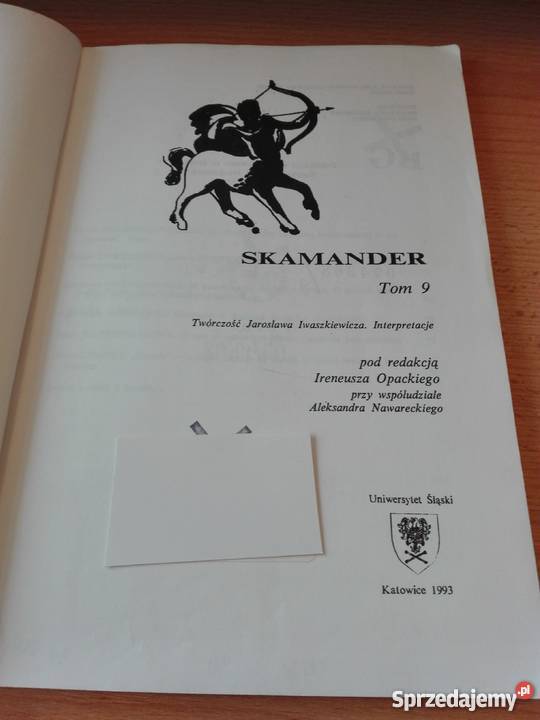 SKAMANDER
Tom 9
Twórczość Jarosława Iwaszkiewicza. Interpretacje
pod redakcją
Ireneusza Opackiego
przy współudziale
Aleksandra Nawareckiego
Uniwersytet Śląski
Katowice 1993
Sprzedajemy.pl